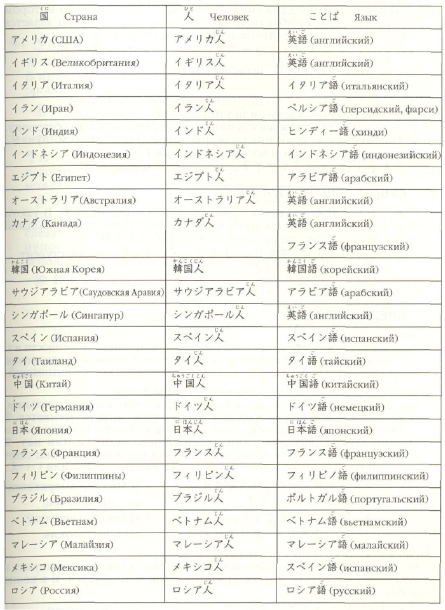 国 Страна 人 Человек ことば Язык
アメリカ (США) アメリカ人 英語 (английский)
イギリス (Великобритания) イギリス人 英語 (английский)
イタリア (Италия) イタリア人 イタリア語 (итальянский)
イラン (Иран) イラン人 ペルシア語 (персидский, фарси)
インド (Индия) インド人 ヒンディー語 (хинди)
インドネシア (Индонезия) インドネシア人 インドネシア語 (индонезийский)
エジプト (Египет) エジプト人 アラビア語 (арабский)
オーストラリア (Австралия) オーストラリア人 英語 (английский)
カナダ (Канада) カナダ人 英語 (английский)
フランス語 (французский)
韓国 (Южная Корея) 韓国人 韓国語 (корейский)
サウジアラビア (Саудовская Аравия) サウジアラビア人 アラビア語 (арабский)
シンガポール (Сингапур) シンガポール人 英語 (английский)
スペイン (Испания) スペイン人 スペイン語 (испанский)
タイ (Таиланд) タイ人 タイ語 (тайский)
中国 (Китай) 中国人 中国語 (китайский)
ドイツ (Германия) ドイツ人 ドイツ語 (немецкий)
日本 (Япония) 日本人 日本語 (японский)
フランス (Франция) フランス人 フランス語 (французский)
フィリピン (Филиппины) フィリピン人 フィリピノ語 (филиппинский)
ブラジル (Бразилия) ブラジル人 ポルトガル語 (португальский)
ベトナム (Вьетнам) ベトナム人 ベトナム語 (вьетнамский)
マレーシア (Малайзия) マレーシア人 マレーシア語 (малайский)
メキシコ (Мексика) メキシコ人 スペイン語 (испанский)
ロシア (Россия) ロシア人 ロシア語 (русский)